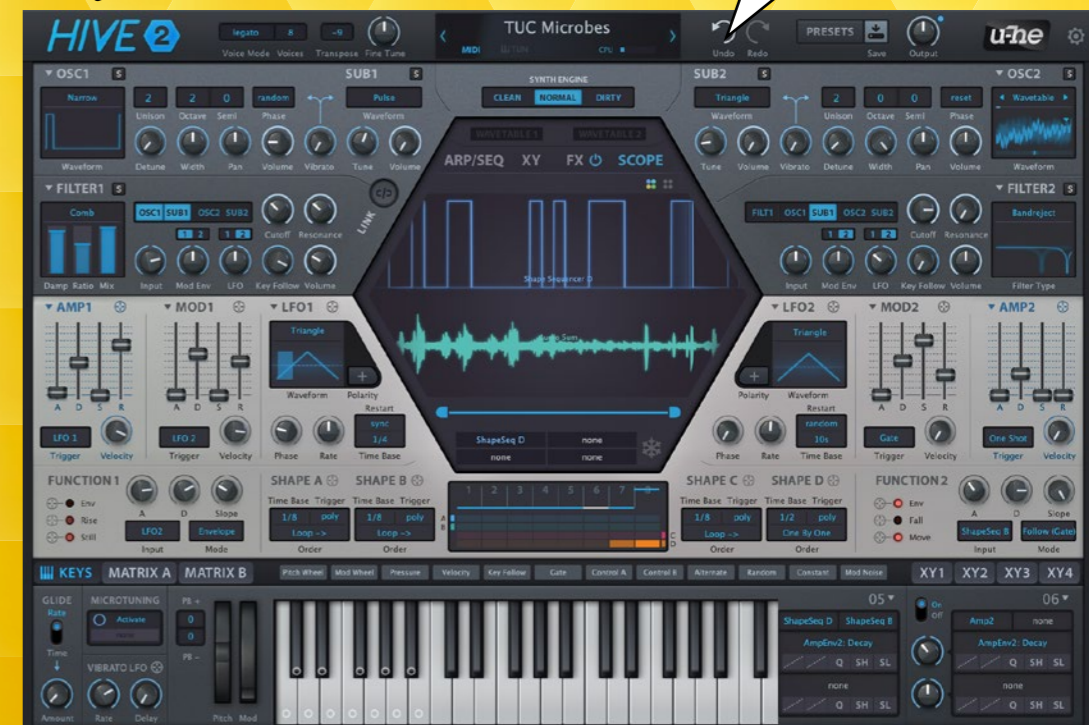 HIVE 2
legato 8 -9
Voice Mode Voices Transpose Fine Tune
TUC Microbes
MIDI TUN CPU
Undo Redo
PRESETS Save Output
u-he
OSC1 S SUB1 S
Narrow 2 2 0 random Pulse
Unison Octave Semi Phase Waveform
Waveform Detune Width Pan Volume Vibrato Tune Volume
SYNTH ENGINE
CLEAN NORMAL DIRTY
SUB2 S OSC2 S
Triangle 2 0 0 reset Wavetable
Waveform Unison Octave Semi Phase
Tune Volume Vibrato Detune Width Pan Volume Waveform
WAVETABLE 1 WAVETABLE 2
ARP/SEQ XY FX SCOPE
FILTER1 S
Comb OSC1 SUB1 OSC2 SUB2
1 2 1 2 Cutoff Resonance
Damp Ratio Mix Input Mod Env LFO Key Follow Volume
LINK
FILTER2 S
FILT1 OSC1 SUB1 OSC2 SUB2 Bandreject
1 2 1 2 Cutoff Resonance
Input Mod Env LFO Key Follow Volume Filter Type
Shape Sequencer D
Sum
ShapeSeq D none
none none
AMP1 MOD1 LFO1
Triangle
Waveform Polarity
A D S R A D S R Restart
LFO 1 LFO 2 sync
1/4
Trigger Velocity Trigger Velocity Phase Rate Time Base
LFO2 MOD2 AMP2
Triangle
Polarity Waveform
Restart A D S R A D S R
random Gate One Shot
10s
Phase Rate Time Base Trigger Velocity Trigger Velocity
FUNCTION1 SHAPE A SHAPE B
Env A D Slope Time Base Trigger Time Base Trigger
Rise 1/8 poly 1/8 poly
Still LFO2 Envelope Loop -> Loop ->
Input Mode Order Order
1 2 3 4 5 6 7 8
A
B
C
D
SHAPE C SHAPE D FUNCTION2
Time Base Trigger Time Base Trigger Env A D Slope
1/8 poly 1/2 poly Fall
Loop -> One By One Move ShapeSeq B Follow (Gate)
Order Order Input Mode
KEYS MATRIX A MATRIX B Pitch Wheel Mod Wheel Pressure Velocity Key Follow Gate Control A Control B Alternate Random Constant Mod Noise XY1 XY2 XY3 XY4
GLIDE MICROTUNING PB +
Rate Activate 0
none 0
Time PB -
VIBRATO LFO
Amount Rate Delay Pitch Mod
05
ShapeSeq D ShapeSeq B
AmpEnv2: Decay
Q SH SL
none
Q SH SL
06
On
Off
Amp2 none
AmpEnv2: Decay
Q SH SL
none
Q SH SL